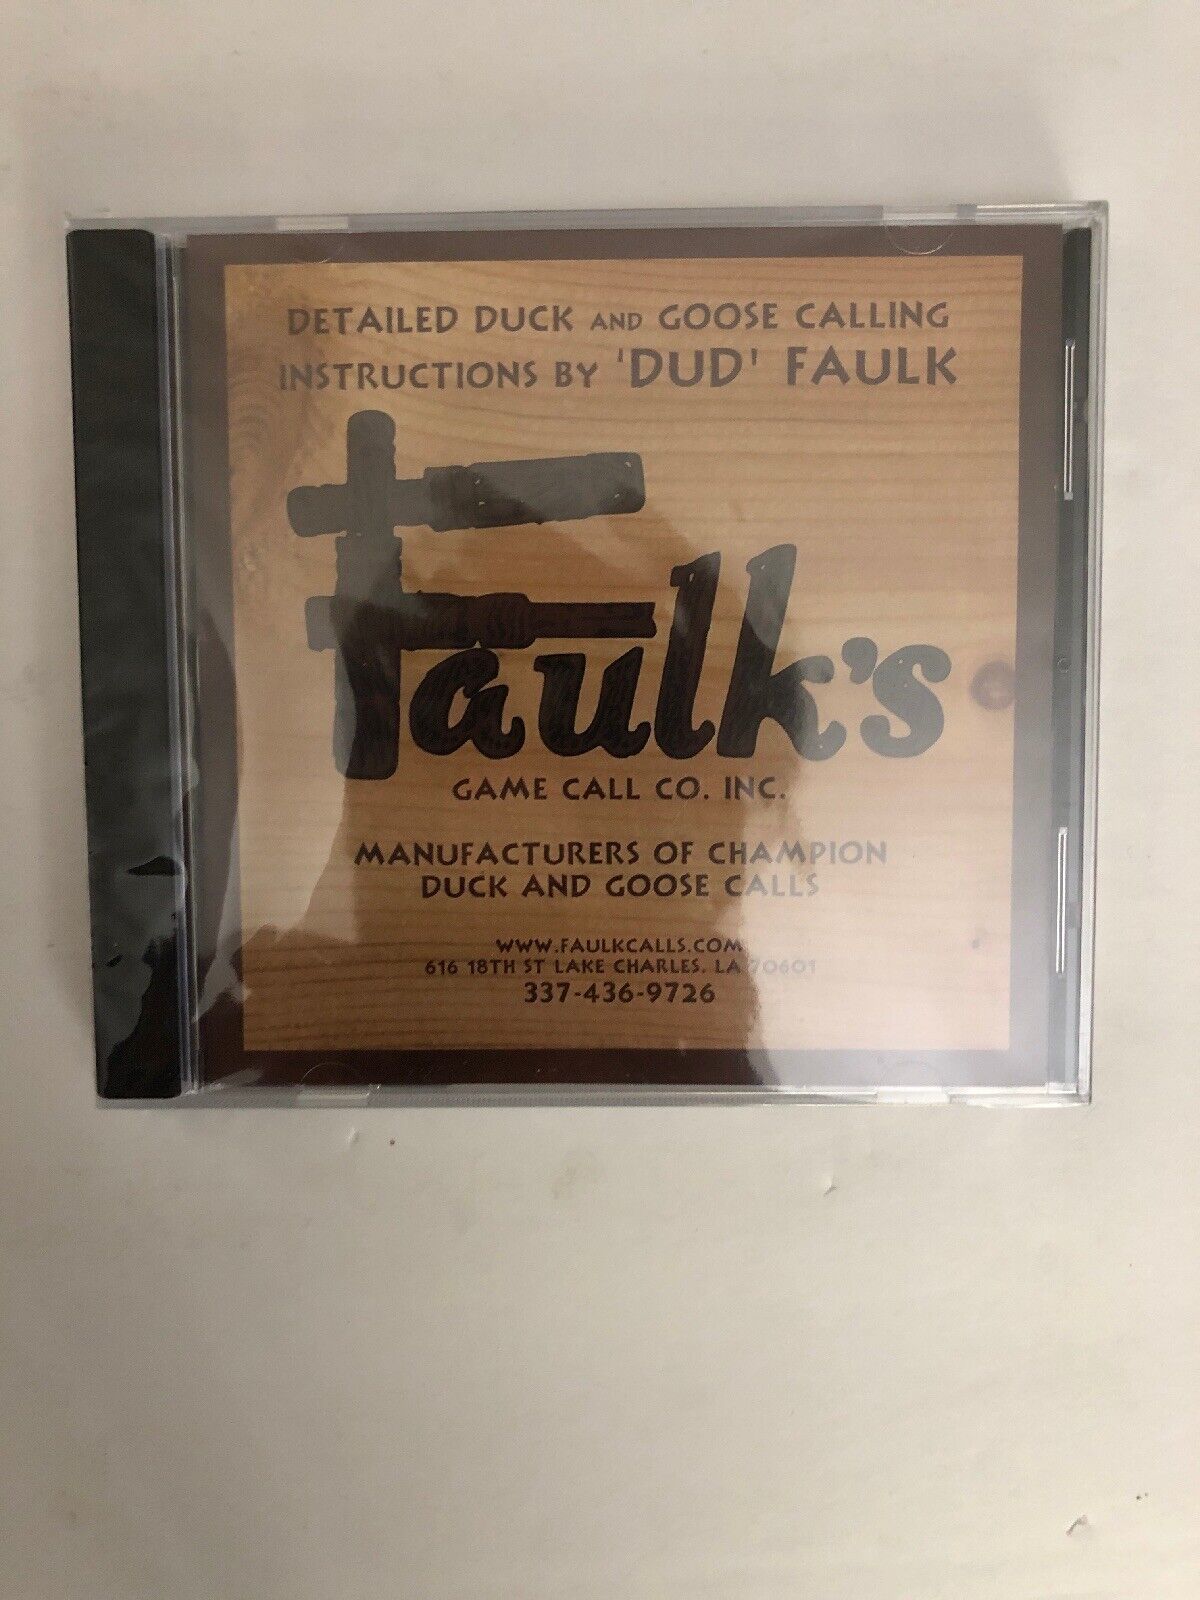 DETAILED DUCK AND GOOSE CALLING
INSTRUCTIONS BY 'DUD' FAULK
Faulk's
GAME CALL CO. INC.
MANUFACTURERS OF CHAMPION
DUCK AND GOOSE CALLS
WWW.FAULKCALLS.COM
616 18TH ST LAKE CHARLES, LA 70601
337-436-9726